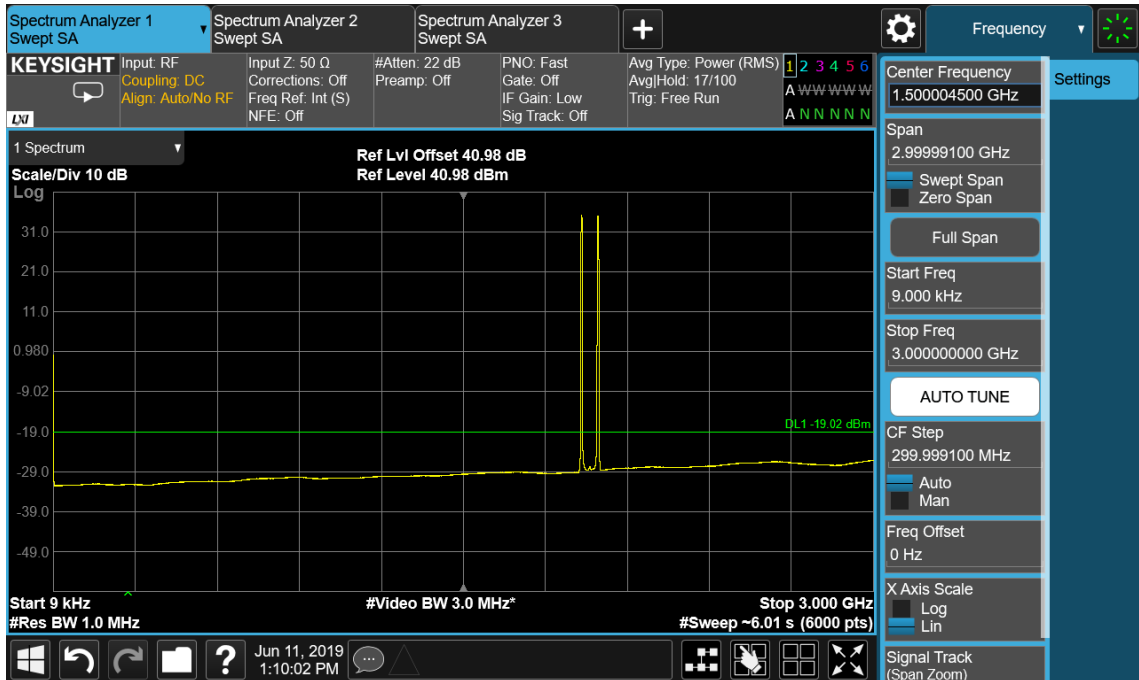 Spectrum Analyzer 1
Swept SA
Spectrum Analyzer 2
Swept SA
Spectrum Analyzer 3
Swept SA
Frequency
KEYSIGHT
LXI
Input: RF
Coupling: DC
Align: Auto/No RF
Input Z: 50 Ω
Corrections: Off
Freq Ref: Int (S)
NFE: Off
#Atten: 22 dB
Preamp: Off
PNO: Fast
Gate: Off
IF Gain: Low
Sig Track: Off
Avg Type: Power (RMS)
Avg|Hold: 17/100
Trig: Free Run
1 2 3 4 5 6
A W W W W W
A N N N N N
1 Spectrum
Scale/Div 10 dB
Log
Ref Lvl Offset 40.98 dB
Ref Level 40.98 dBm
31.0
21.0
11.0
0.980
-9.02
-19.0
-29.0
-39.0
-49.0
DL1 -19.02 dBm
Start 9 kHz
#Res BW 1.0 MHz
#Video BW 3.0 MHz*
Stop 3.000 GHz
#Sweep ~6.01 s (6000 pts)
Center Frequency
1.500004500 GHz
Span
2.99999100 GHz
Swept Span
Zero Span
Full Span
Start Freq
9.000 kHz
Stop Freq
3.000000000 GHz
AUTO TUNE
CF Step
299.999100 MHz
Auto
Man
Freq Offset
0 Hz
X Axis Scale
Log
Lin
Signal Track
(Span Zoom)
Settings
?
Jun 11, 2019
1:10:02 PM